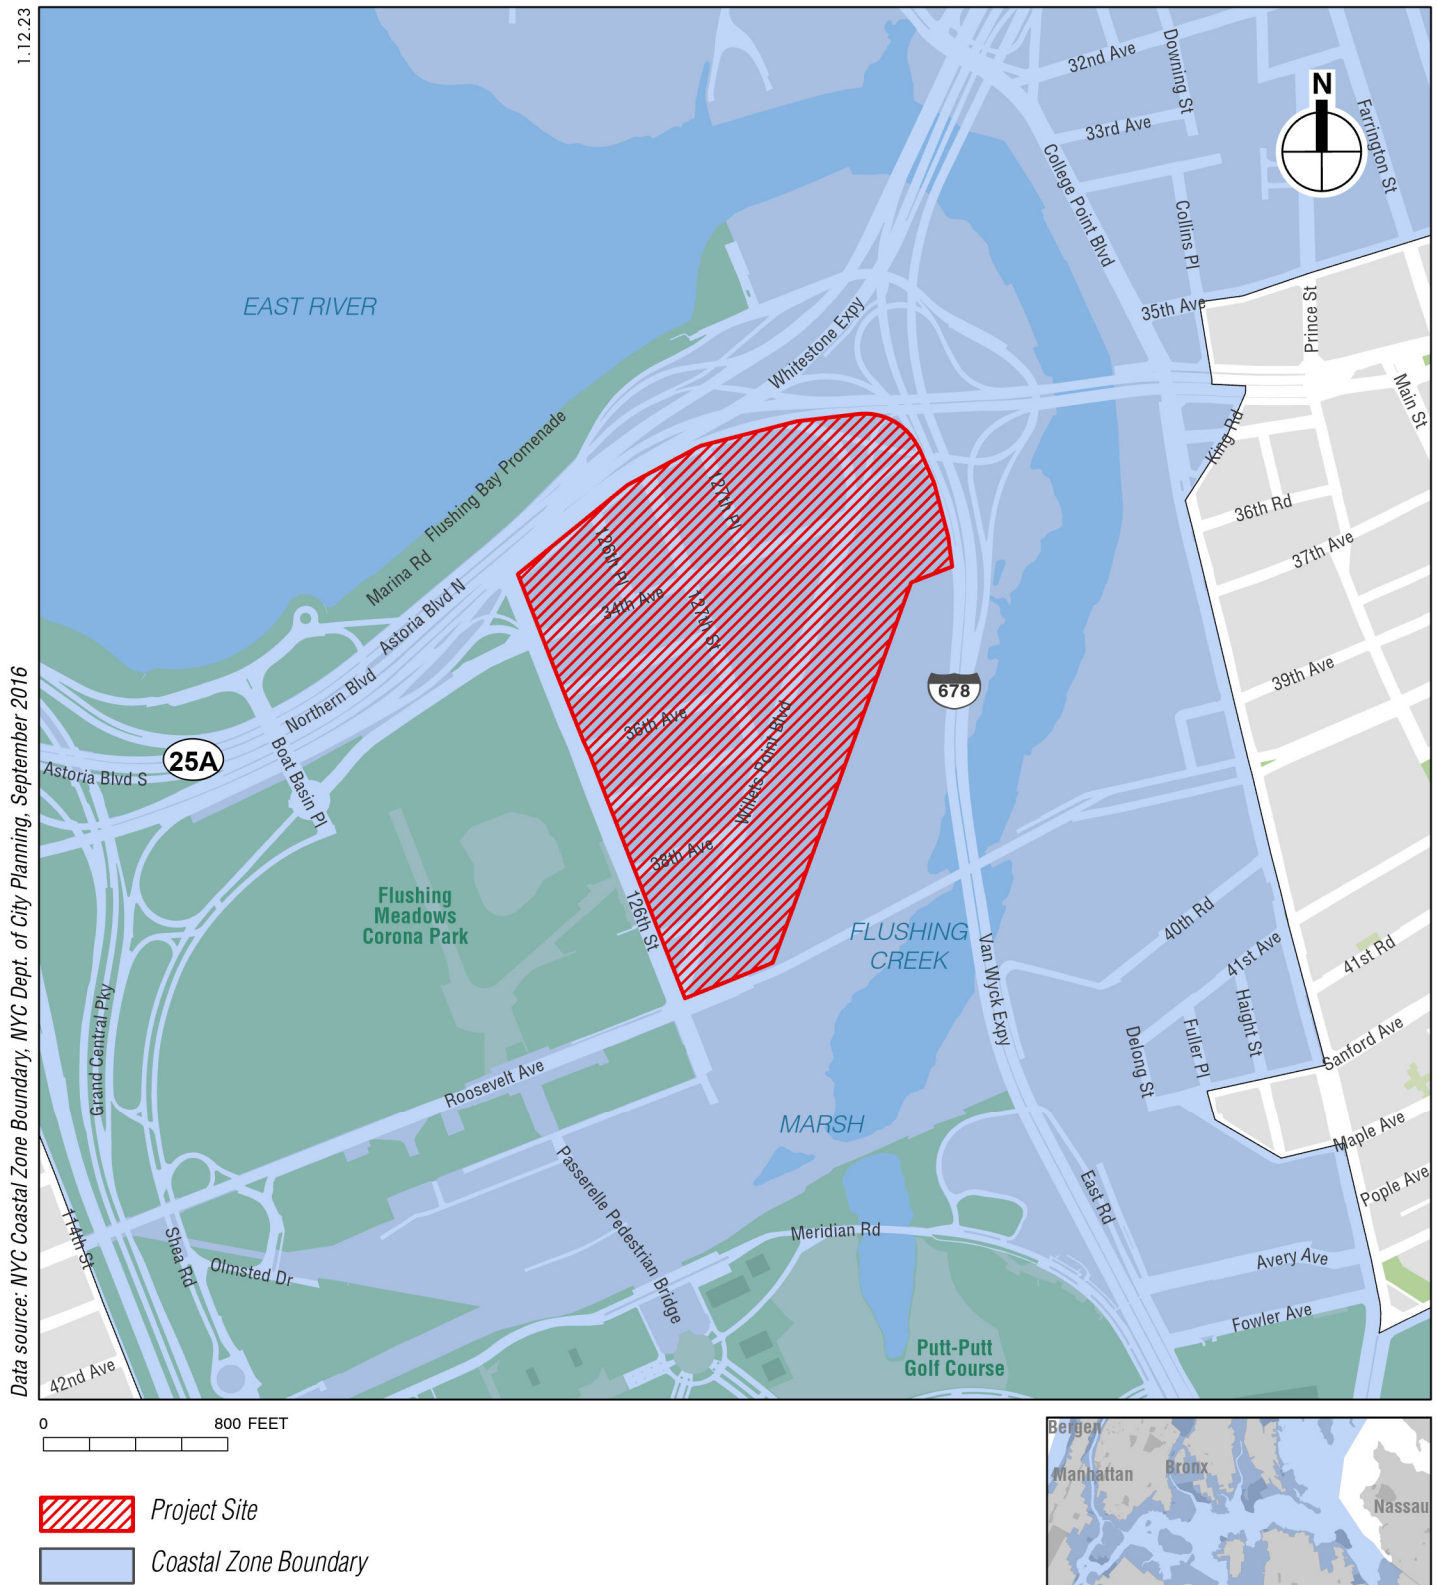 1.12.23
32nd Ave
Downing St
N
33rd Ave
Farrington St
College Point Blvd
Collins Pl
EAST RIVER
35th Ave
Prince St
Whitestone Expy
Main St
King Rd
Flushing Bay Promenade
127th Pl
36th Rd
Marina Rd
126th Pl
37th Ave
Astoria Blvd N
34th Ave
127th St
39th Ave
678
Northern Blvd
36th Ave
Willets Point Blvd
25A
Astoria Blvd S
Boat Basin Pl
38th Ave
Flushing
Meadows
Corona Park
126th St
FLUSHING
CREEK
40th Rd
41st Ave
41st Rd
Van Wyck Expy
Haight St
Grand Central Pky
Fuller Pl
Delong St
Sanford Ave
Roosevelt Ave
MARSH
Maple Ave
Passerelle Pedestrian Bridge
East Rd
Pople Ave
114th St
Shea Rd
Meridian Rd
Olmsted Dr
Avery Ave
Fowler Ave
Putt-Putt
Golf Course
42nd Ave
Data source: NYC Coastal Zone Boundary, NYC Dept. of City Planning, September 2016
0 800 FEET
Project Site
Coastal Zone Boundary
Bergen
Manhattan
Bronx
Nassau